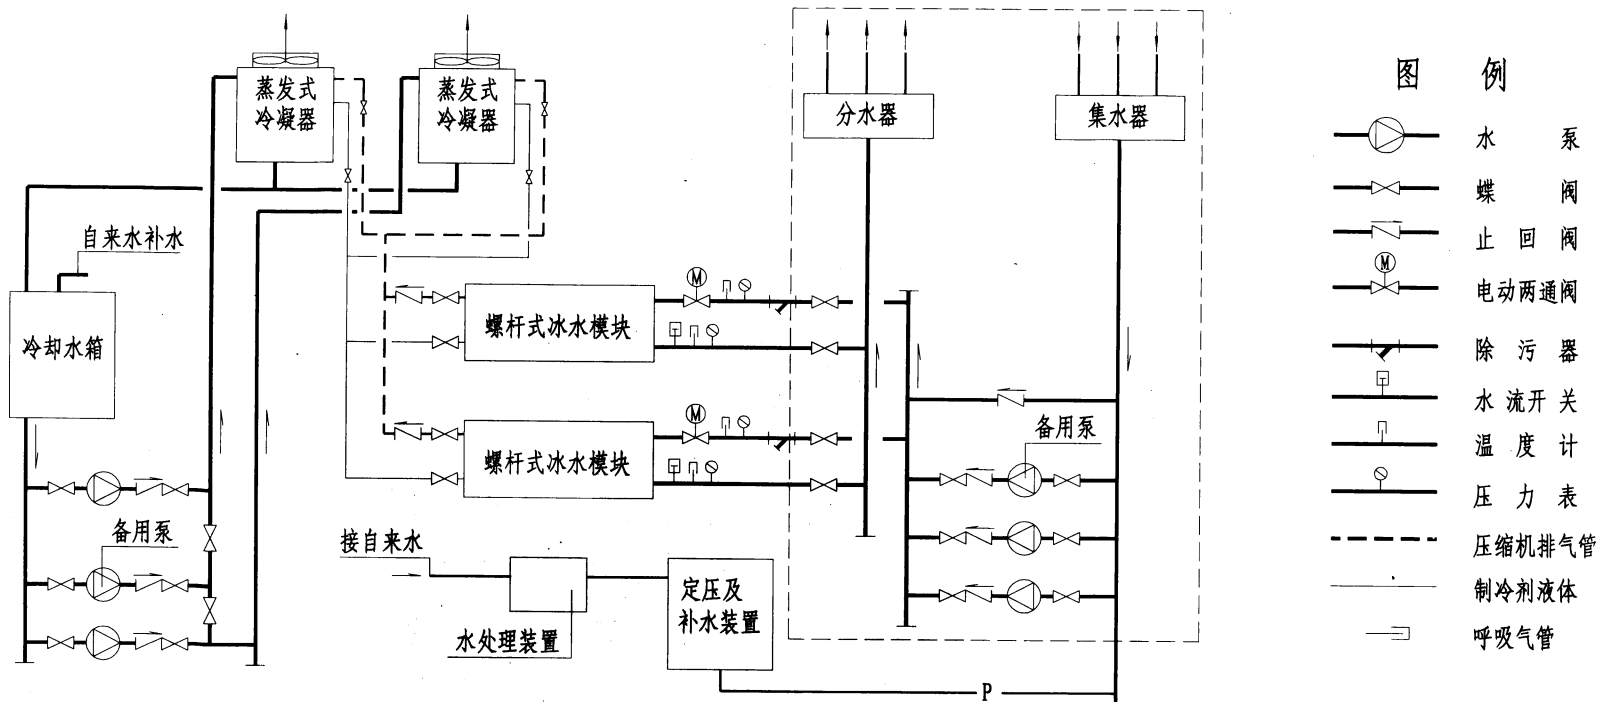 蒸发式
冷凝器
蒸发式
冷凝器
分水器
集水器
自来水补水
冷却水箱
备用泵
M
螺杆式冰水模块
M
螺杆式冰水模块
备用泵
接自来水
水处理装置
定压及
补水装置
P
图例
水泵
蝶阀
止回阀
M
电动两通阀
除污器
水流开关
温度计
压力表
压缩机排气管
制冷剂液体
呼吸气管